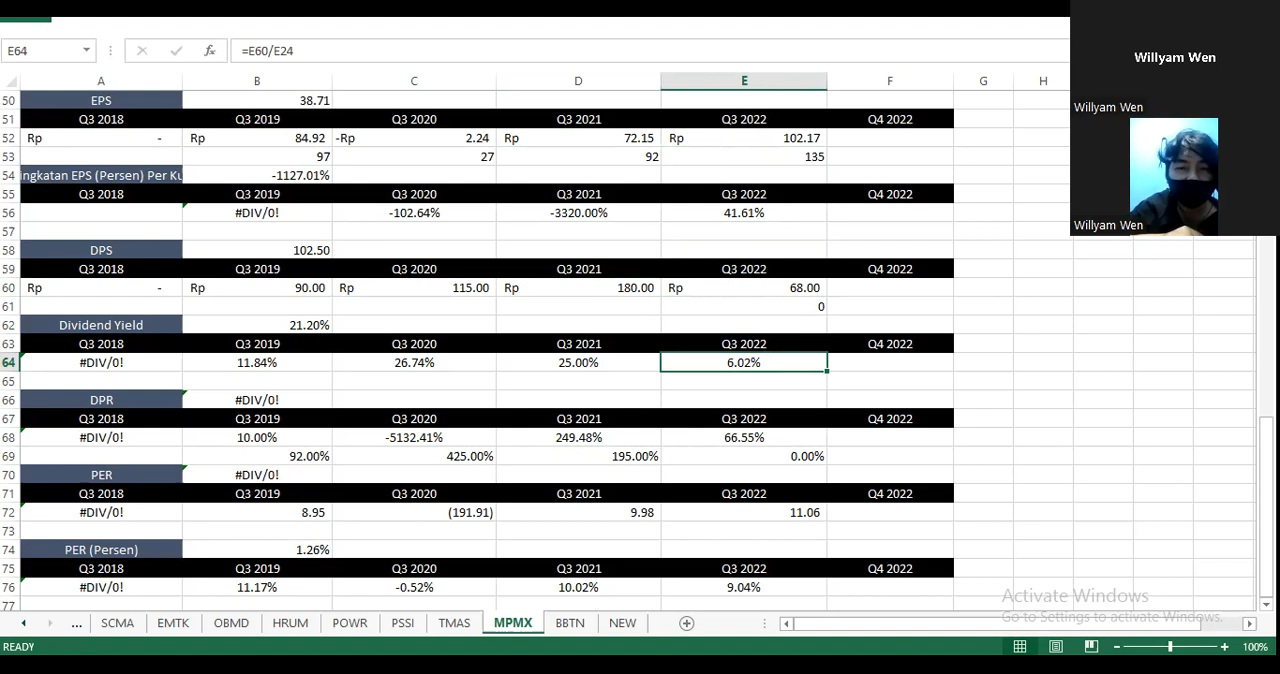 Willyam Wen
Willyam Wen
Willyam Wen
E64 fx =E60/E24
A B C D E F G H
50 EPS 38.71
51 Q3 2018 Q3 2019 Q3 2020 Q3 2021 Q3 2022 Q4 2022
52 Rp - Rp 84.92 -Rp 2.24 Rp 72.15 Rp 102.17
53 97 27 92 135
54 ingkatan EPS (Persen) Per Ku -1127.01%
55 Q3 2018 Q3 2019 Q3 2020 Q3 2021 Q3 2022 Q4 2022
56 #DIV/0! -102.64% -3320.00% 41.61%
57
58 DPS 102.50
59 Q3 2018 Q3 2019 Q3 2020 Q3 2021 Q3 2022 Q4 2022
60 Rp - Rp 90.00 Rp 115.00 Rp 180.00 Rp 68.00
61 0
62 Dividend Yield 21.20%
63 Q3 2018 Q3 2019 Q3 2020 Q3 2021 Q3 2022 Q4 2022
64 #DIV/0! 11.84% 26.74% 25.00% 6.02%
65
66 DPR #DIV/0!
67 Q3 2018 Q3 2019 Q3 2020 Q3 2021 Q3 2022 Q4 2022
68 #DIV/0! 10.00% -5132.41% 249.48% 66.55%
69 92.00% 425.00% 195.00% 0.00%
70 PER #DIV/0!
71 Q3 2018 Q3 2019 Q3 2020 Q3 2021 Q3 2022 Q4 2022
72 #DIV/0! 8.95 (191.91) 9.98 11.06
73
74 PER (Persen) 1.26%
75 Q3 2018 Q3 2019 Q3 2020 Q3 2021 Q3 2022 Q4 2022
76 #DIV/0! 11.17% -0.52% 10.02% 9.04%
77
Activate Windows
Go to Settings to activate Windows.
... SCMA EMTK OBMD HRUM POWR PSSI TMAS MPMX BBTN NEW
READY 100%